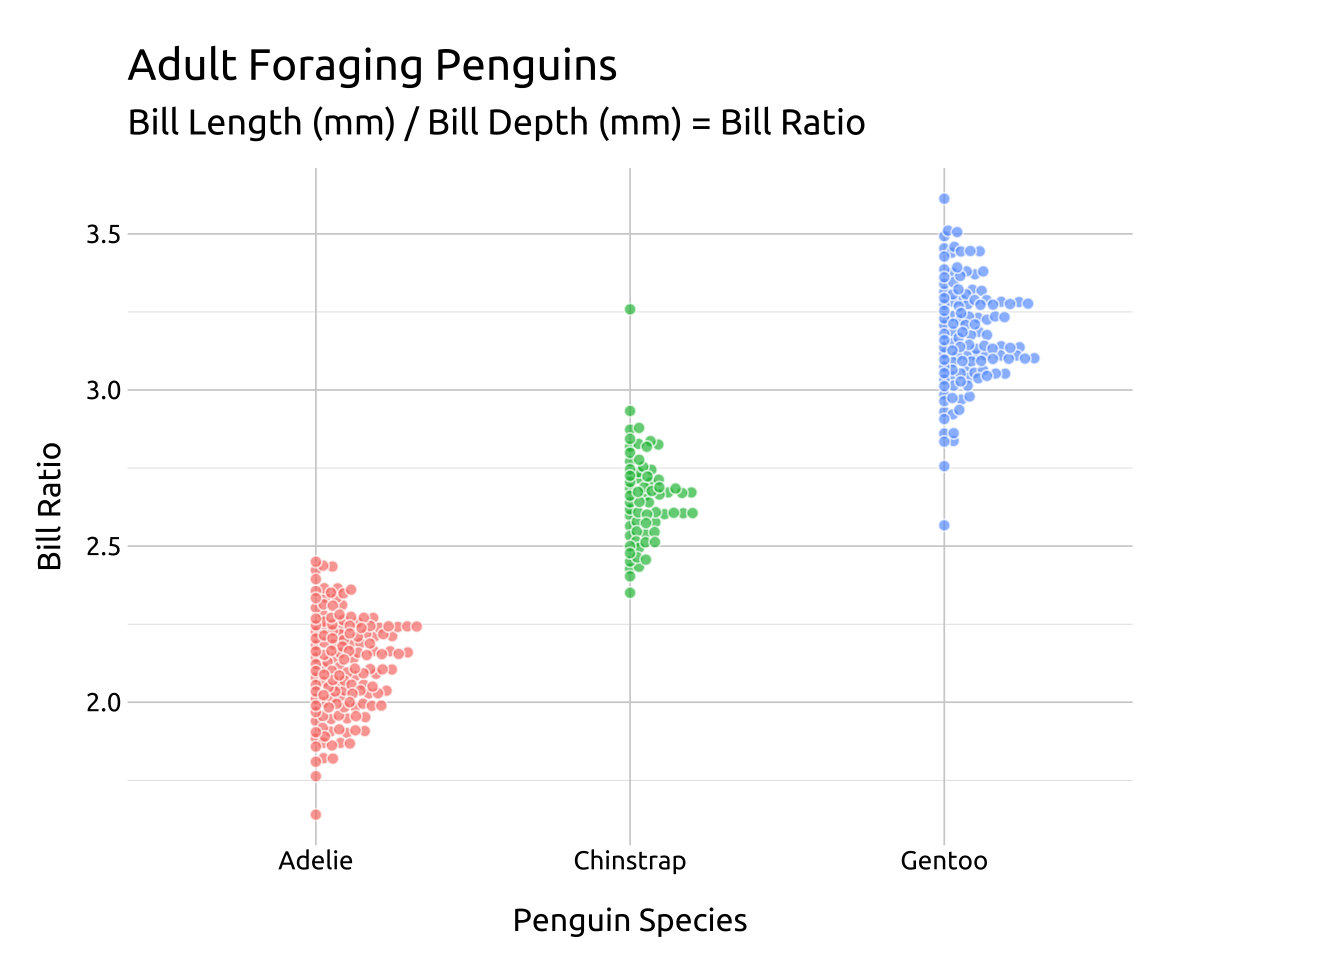 Adult Foraging Penguins
Bill Length (mm) / Bill Depth (mm) = Bill Ratio
3.5
3.0
2.5
2.0
Bill Ratio
Adelie
Chinstrap
Gentoo
Penguin Species